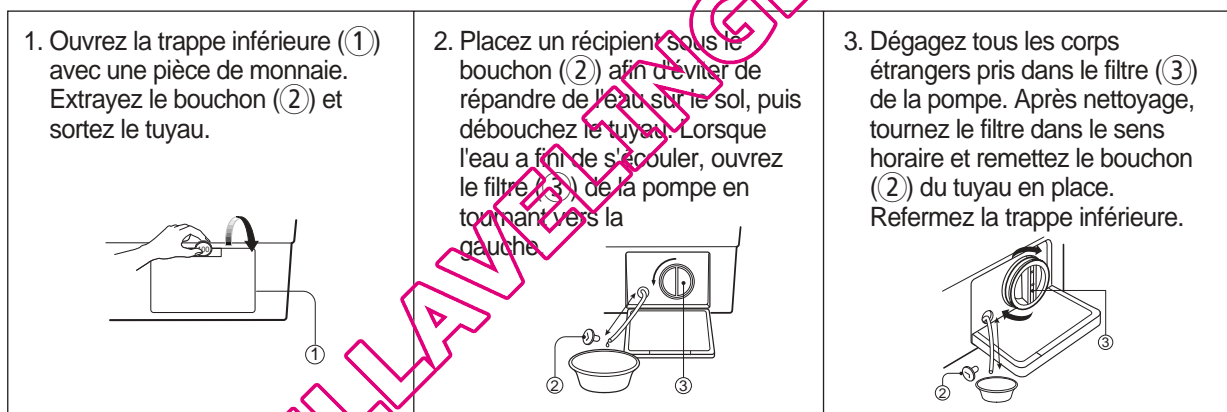 1. Ouvrez la trappe inférieure (①)
avec une pièce de monnaie.
Extrayez le bouchon (②) et
sortez le tuyau.
①
2. Placez un récipient sous le
bouchon (②) afin d'éviter de
répandre de l'eau sur le sol, puis
débouchez le tuyau. Lorsque
l'eau a fini de s'écouler, ouvrez
le filtre (③) de la pompe en
tournant vers la
gauche.
②
③
3. Dégagez tous les corps
étrangers pris dans le filtre (③)
de la pompe. Après nettoyage,
tournez le filtre dans le sens
horaire et remettez le bouchon
(②) du tuyau en place.
Refermez la trappe inférieure.
③
②